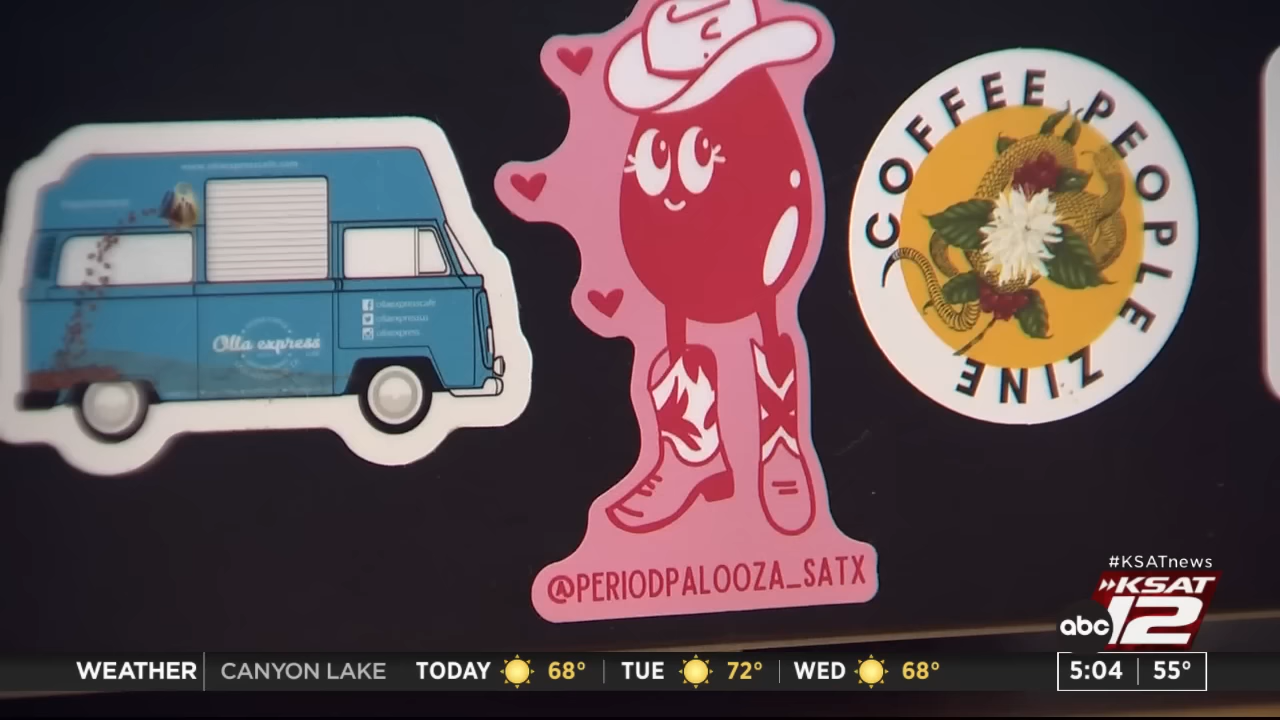 COFFEE PEOPLE ZINE
Olla express
@PERIODPALOOZA_SATX
#KSATnews
KSAT
abc 12
WEATHER CANYON LAKE TODAY 68° TUE 72° WED 68° 5:04 55°